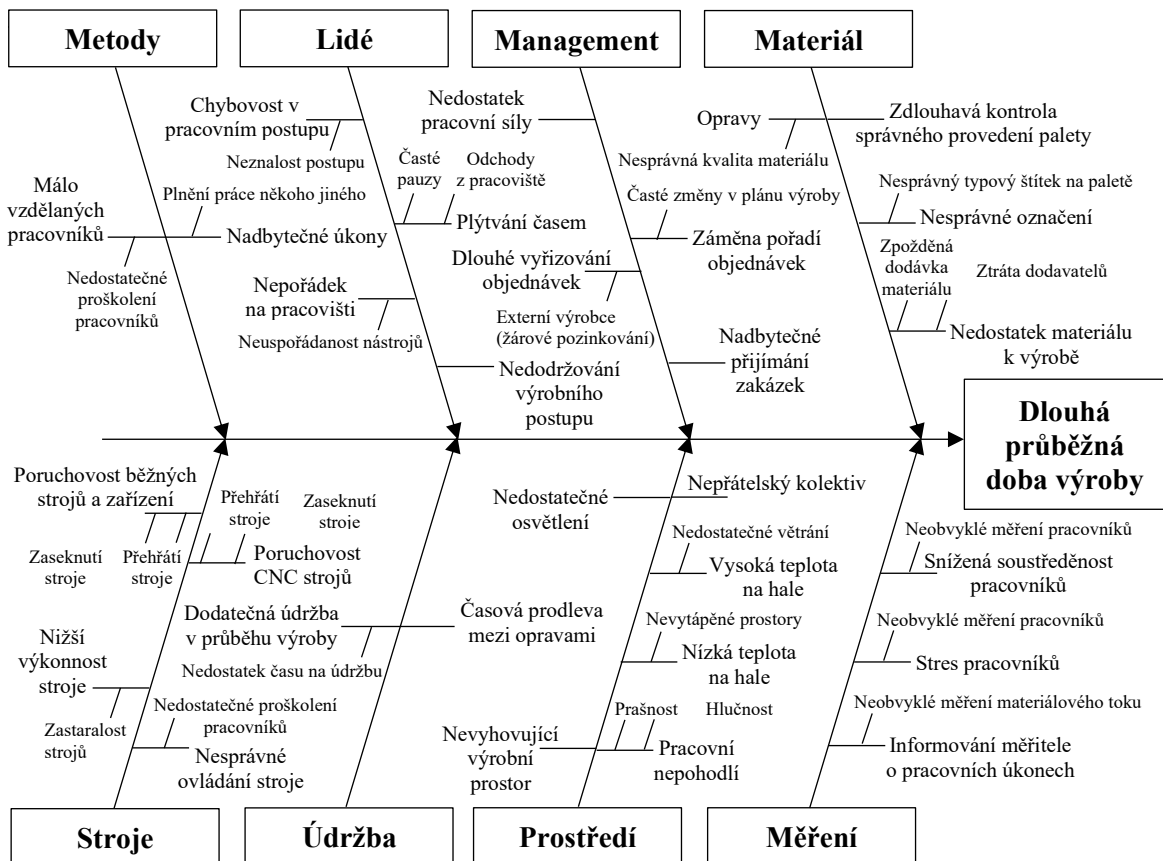 Metody
Lidé
Management
Materiál
Málo
vzdělaných
pracovníků
Nedostatečné
proškolení
pracovníků
Plnění práce někoho jiného
Nadbytečné úkony
Chybovost v
pracovním postupu
Neznalost postupu
Časté
pauzy
Odchody
z pracoviště
Plýtvání časem
Nepořádek
na pracovišti
Neuspořádanost nástrojů
Nedodržování
výrobního
postupu
Nedostatek
pracovní síly
Časté změny v plánu výroby
Záměna pořadí
objednávek
Dlouhé vyřizování
objednávek
Externí výrobce
(žárové pozinkování)
Nadbytečné
přijímání
zakázek
Opravy
Nesprávná kvalita materiálu
Zdlouhavá kontrola
správného provedení palety
Nesprávný typový štítek na paletě
Nesprávné označení
Zpožděná
dodávka
materiálu
Ztráta dodavatelů
Nedostatek materiálu
k výrobě
Dlouhá
průběžná
doba výroby
Poruchovost běžných
strojů a zařízení
Zaseknutí
stroje
Přehřátí
stroje
Přehřátí
stroje
Zaseknutí
stroje
Poruchovost
CNC strojů
Nižší
výkonnost
stroje
Zastaralost
strojů
Nedostatečné proškolení
pracovníků
Nesprávné
ovládání stroje
Dodatečná údržba
v průběhu výroby
Nedostatek času na údržbu
Časová prodleva
mezi opravami
Nedostatečné
osvětlení
Nepřátelský kolektiv
Nedostatečné větrání
Vysoká teplota
na hale
Nevytápěné prostory
Nízká teplota
na hale
Prašnost
Hlučnost
Nevyhovující
výrobní
prostor
Pracovní
nepohodlí
Neobvyklé měření pracovníků
Snížená soustředěnost
pracovníků
Neobvyklé měření pracovníků
Stres pracovníků
Neobvyklé měření materiálového toku
Informování měřitele
o pracovních úkonech
Stroje
Údržba
Prostředí
Měření